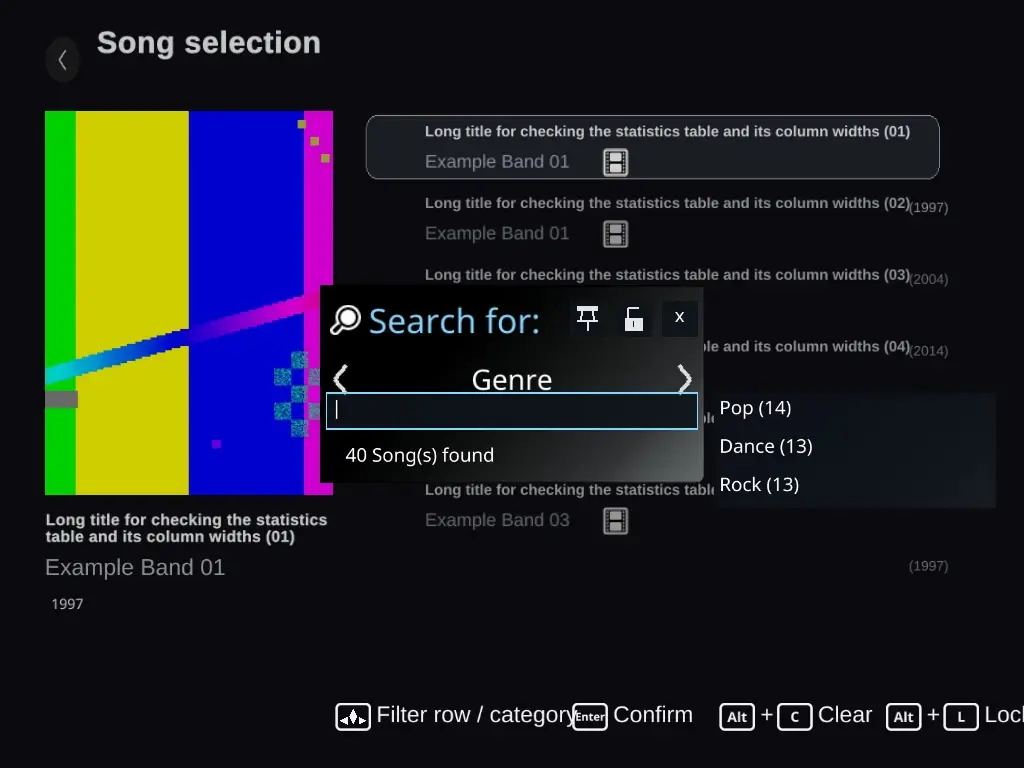 Song selection
Long title for checking the statistics table and its column widths (01)
Example Band 01
Long title for checking the statistics table and its column widths (02)
(1997)
Example Band 01
Long title for checking the statistics table and its column widths (03)
(2004)
Search for:
x
ble and its column widths (04)
(2014)
Genre
40 Song(s) found
Pop (14)
Dance (13)
Rock (13)
Long title for checking the statistics tabl
Example Band 03
Long title for checking the statistics
table and its column widths (01)
Example Band 01
(1997)
1997
Filter row / category Enter Confirm Alt + C Clear Alt + L Lock